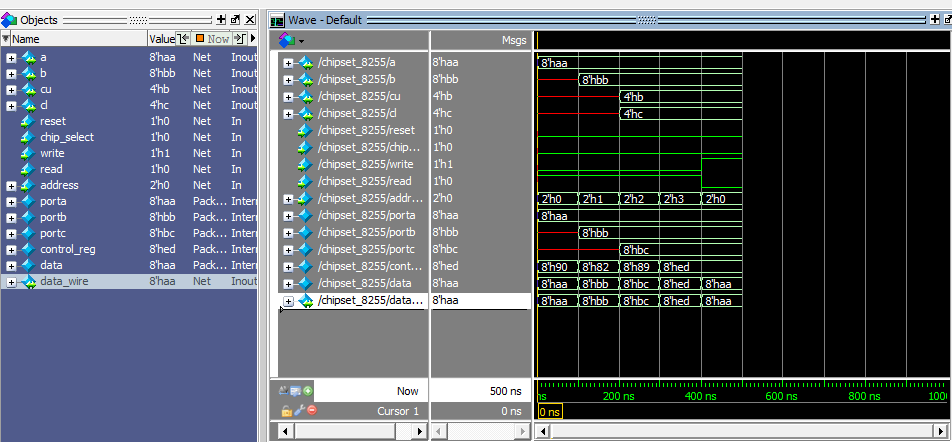 Objects
Name Value Now
a 8'haa Net Inout
b 8'hbb Net Inout
cu 4'hb Net Inout
cl 4'hc Net Inout
reset 1'h0 Net In
chip_select 1'h0 Net In
write 1'h1 Net In
read 1'h0 Net In
address 2'h0 Net In
porta 8'haa Pack... Inter
portb 8'hbb Pack... Inter
portc 8'hbc Pack... Inter
control_reg 8'hed Pack... Inter
data 8'haa Pack... Inter
data_wire 8'haa Net Inout
Wave - Default
Msgs
/chipset_8255/a 8'haa 8'haa
/chipset_8255/b 8'hbb 8'hbb
/chipset_8255/cu 4'hb 4'hb
/chipset_8255/cl 4'hc 4'hc
/chipset_8255/reset 1'h0
/chipset_8255/chip... 1'h0
/chipset_8255/write 1'h1
/chipset_8255/read 1'h0
/chipset_8255/addr... 2'h0 2'h0 2'h1 2'h2 2'h3 2'h0
/chipset_8255/porta 8'haa 8'haa
/chipset_8255/portb 8'hbb 8'hbb
/chipset_8255/portc 8'hbc 8'hbc
/chipset_8255/cont... 8'hed 8'h90 8'h82 8'h89 8'hed
/chipset_8255/data 8'haa 8'haa 8'hbb 8'hbc 8'hed 8'haa
/chipset_8255/data... 8'haa 8'haa 8'hbb 8'hbc 8'hed 8'haa
Now 500 ns ns 200 ns 400 ns 600 ns 800 ns 1000
Cursor 1 0 ns 0 ns